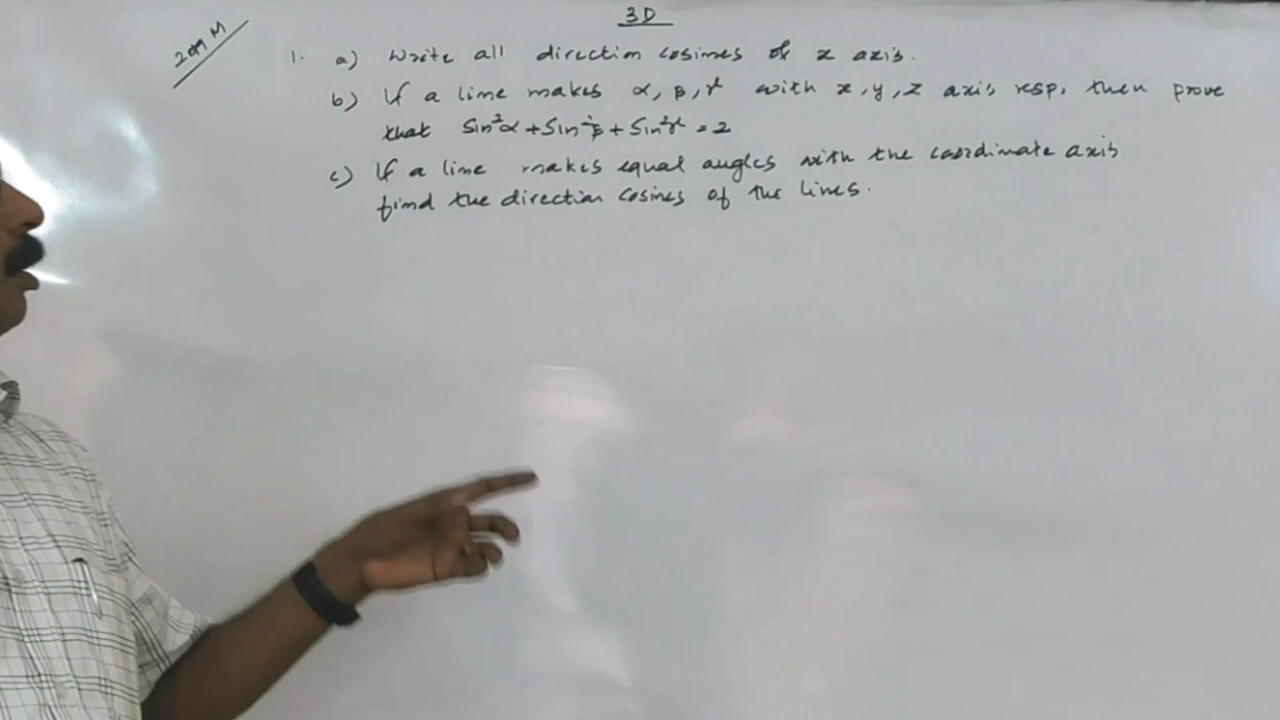 3D
2019 M
1. a) Write all direction cosines of x axis.
b) If a line makes α, β, γ with x, y, z axis resp, then prove
that Sin²α + Sin²β + Sin²γ = 2
c) If a line makes equal angles with the coordinate axis
find the direction cosines of the lines.